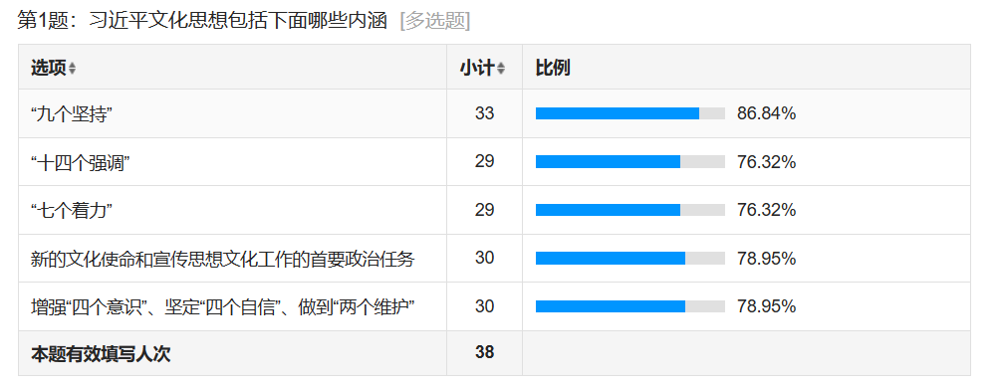 第1题：习近平文化思想包括下面哪些内涵 [多选题]
选项 小计 比例
“九个坚持” 33 86.84%
“十四个强调” 29 76.32%
“七个着力” 29 76.32%
新的文化使命和宣传思想文化工作的首要政治任务 30 78.95%
增强“四个意识”、坚定“四个自信”、做到“两个维护” 30 78.95%
本题有效填写人次 38